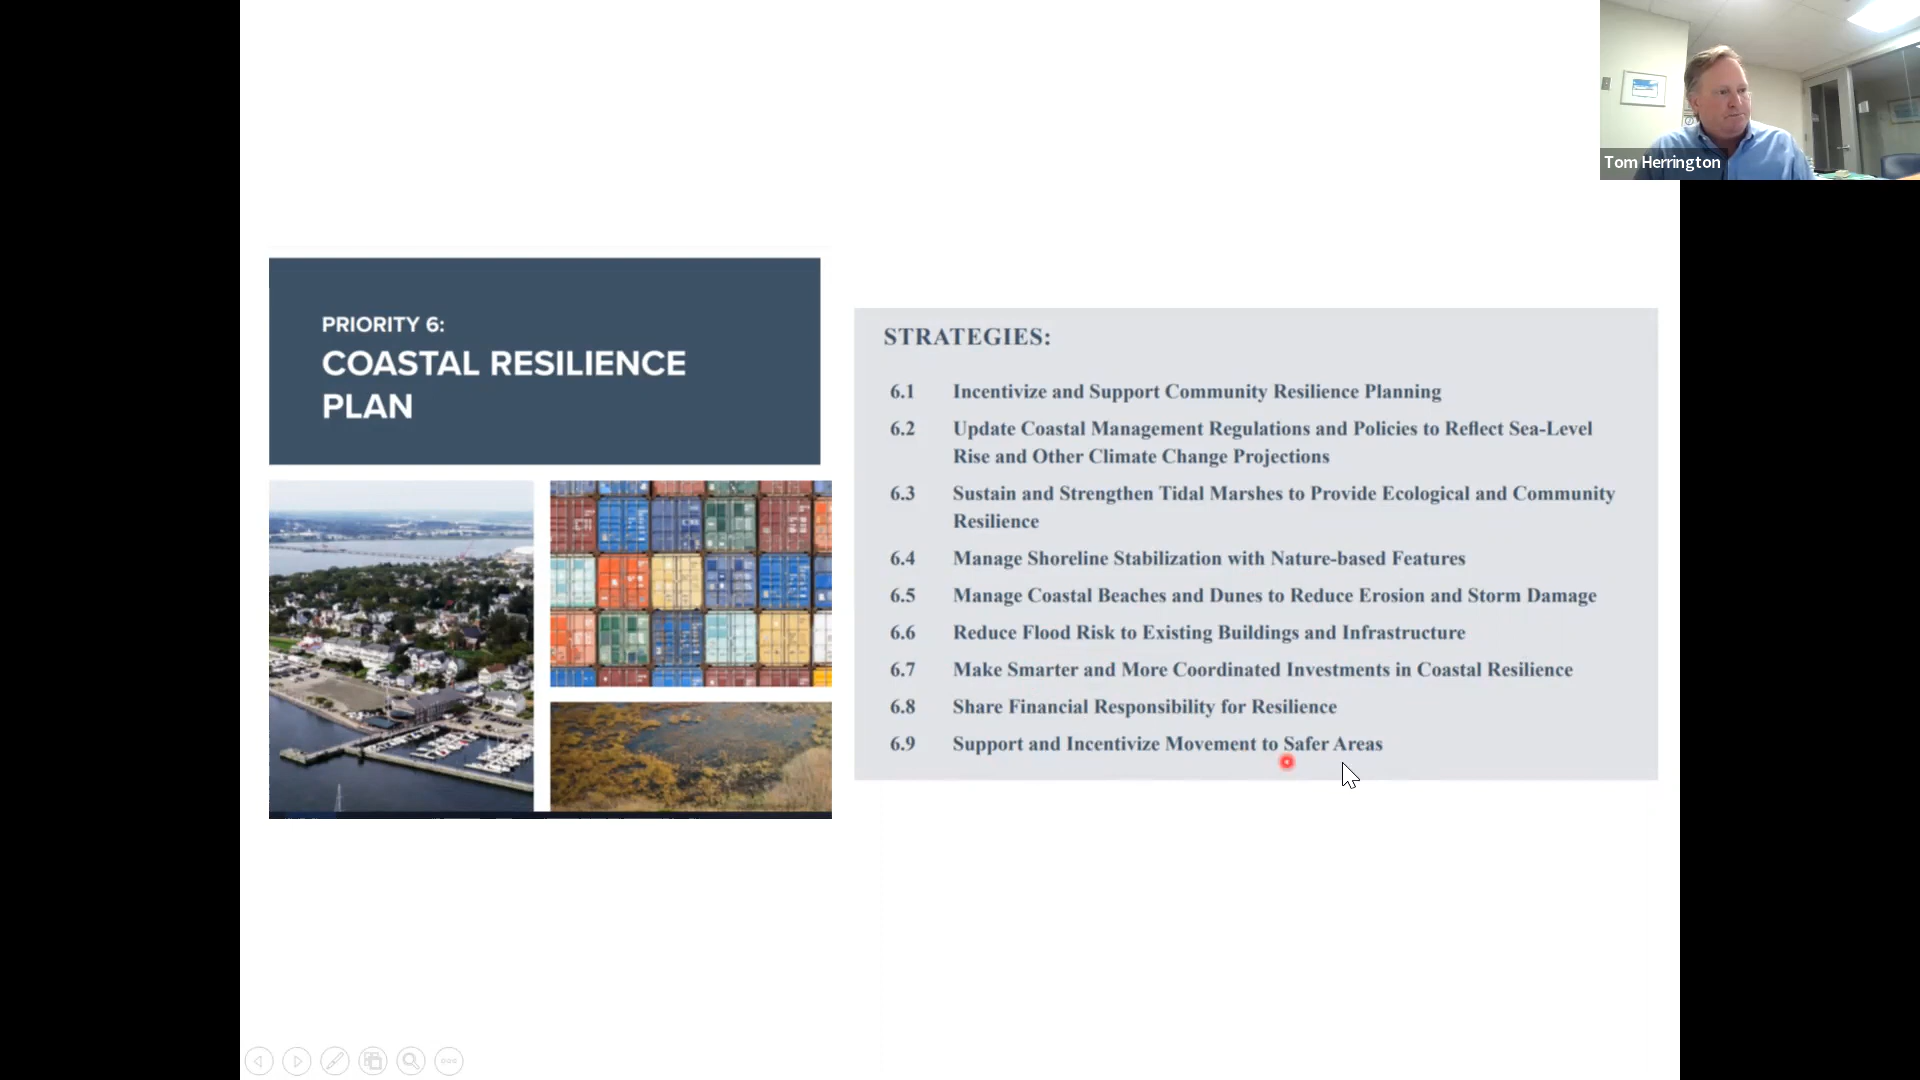 Tom Herrington
PRIORITY 6:
COASTAL RESILIENCE
PLAN
STRATEGIES:
6.1 Incentivize and Support Community Resilience Planning
6.2 Update Coastal Management Regulations and Policies to Reflect Sea-Level
Rise and Other Climate Change Projections
6.3 Sustain and Strengthen Tidal Marshes to Provide Ecological and Community
Resilience
6.4 Manage Shoreline Stabilization with Nature-based Features
6.5 Manage Coastal Beaches and Dunes to Reduce Erosion and Storm Damage
6.6 Reduce Flood Risk to Existing Buildings and Infrastructure
6.7 Make Smarter and More Coordinated Investments in Coastal Resilience
6.8 Share Financial Responsibility for Resilience
6.9 Support and Incentivize Movement to Safer Areas